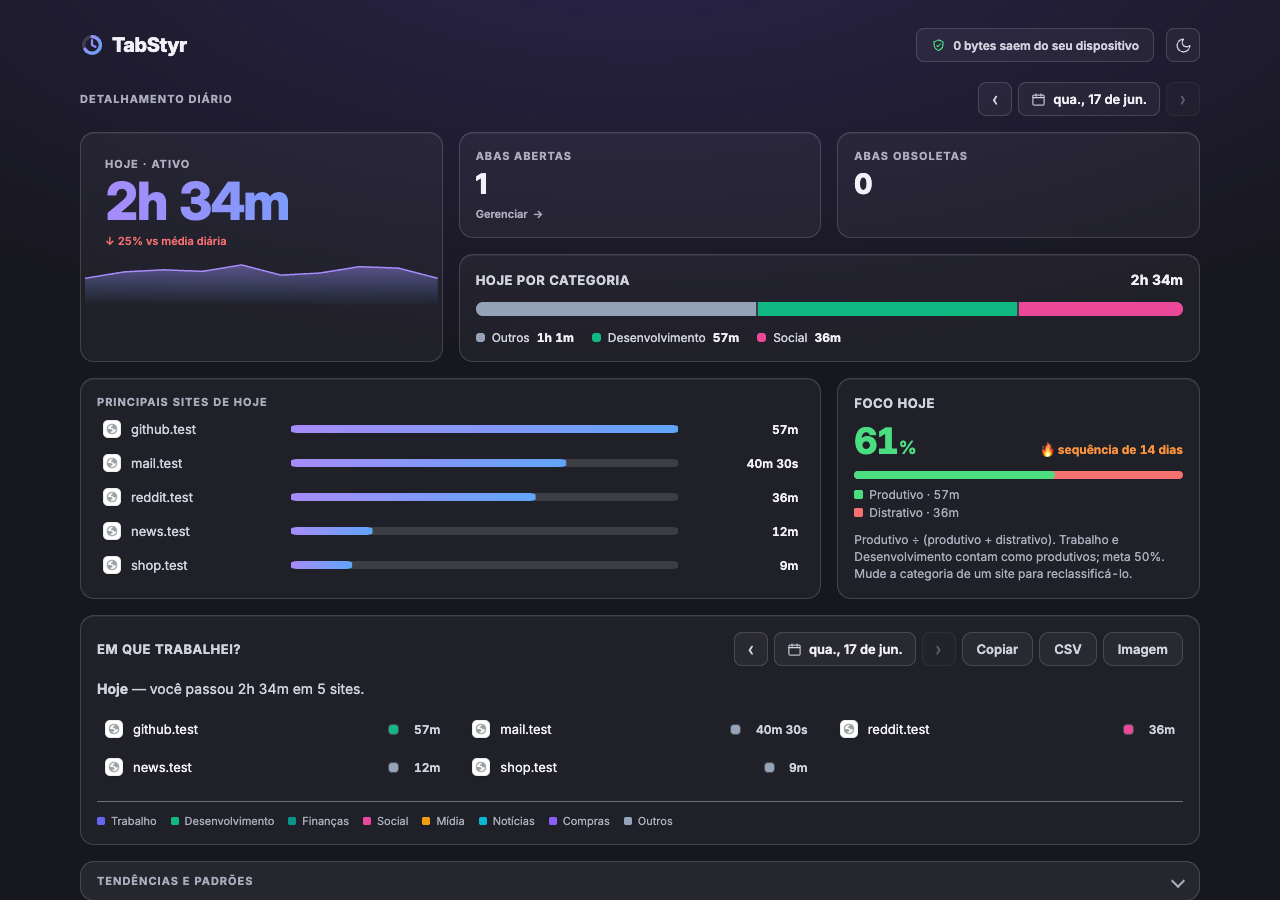 TabStyr
0 bytes saem do seu dispositivo
DETALHAMENTO DIÁRIO
‹
qua., 17 de jun.
›
HOJE · ATIVO
2h 34m
↓ 25% vs média diária
ABAS ABERTAS
1
Gerenciar →
ABAS OBSOLETAS
0
HOJE POR CATEGORIA
2h 34m
Outros 1h 1m
Desenvolvimento 57m
Social 36m
PRINCIPAIS SITES DE HOJE
github.test 57m
mail.test 40m 30s
reddit.test 36m
news.test 12m
shop.test 9m
FOCO HOJE
61%
🔥 sequência de 14 dias
Produtivo · 57m
Distrativo · 36m
Produtivo ÷ (produtivo + distrativo). Trabalho e
Desenvolvimento contam como produtivos; meta 50%.
Mude a categoria de um site para reclassificá-lo.
EM QUE TRABALHEI?
‹
qua., 17 de jun.
›
Copiar
CSV
Imagem
Hoje — você passou 2h 34m em 5 sites.
github.test 57m
mail.test 40m 30s
reddit.test 36m
news.test 12m
shop.test 9m
Trabalho
Desenvolvimento
Finanças
Social
Mídia
Notícias
Compras
Outros
TENDÊNCIAS E PADRÕES